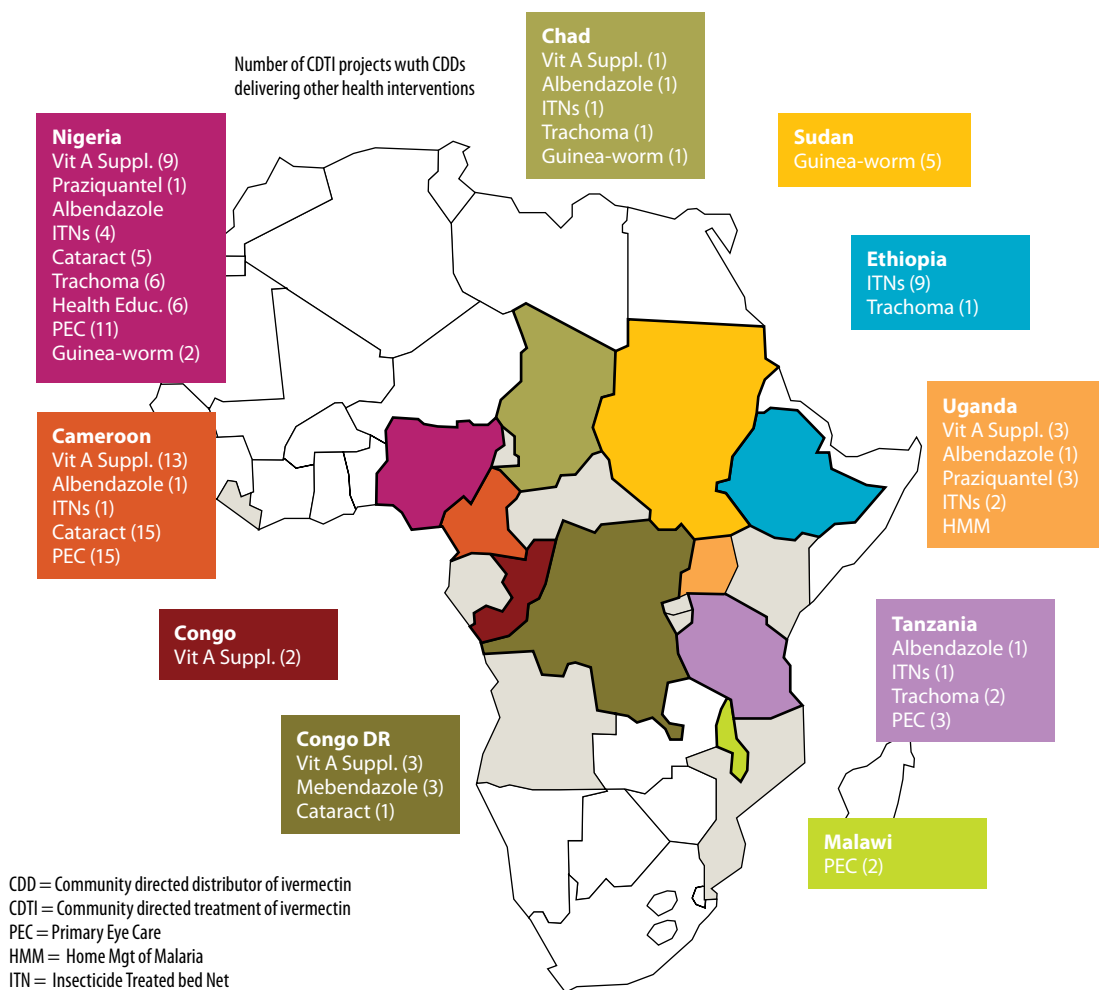 Number of CDTI projects wuth CDDs
delivering other health interventions
Chad
Vit A Suppl. (1)
Albendazole (1)
ITNs (1)
Trachoma (1)
Guinea-worm (1)
Sudan
Guinea-worm (5)
Nigeria
Vit A Suppl. (9)
Praziquantel (1)
Albendazole
ITNs (4)
Cataract (5)
Trachoma (6)
Health Educ. (6)
PEC (11)
Guinea-worm (2)
Ethiopia
ITNs (9)
Trachoma (1)
Uganda
Vit A Suppl. (3)
Albendazole (1)
Praziquantel (3)
ITNs (2)
HMM
Cameroon
Vit A Suppl. (13)
Albendazole (1)
ITNs (1)
Cataract (15)
PEC (15)
Congo
Vit A Suppl. (2)
Tanzania
Albendazole (1)
ITNs (1)
Trachoma (2)
PEC (3)
Congo DR
Vit A Suppl. (3)
Mebendazole (3)
Cataract (1)
Malawi
PEC (2)
CDD = Community directed distributor of ivermectin
CDTI = Community directed treatment of ivermectin
PEC = Primary Eye Care
HMM = Home Mgt of Malaria
ITN = Insecticide Treated bed Net